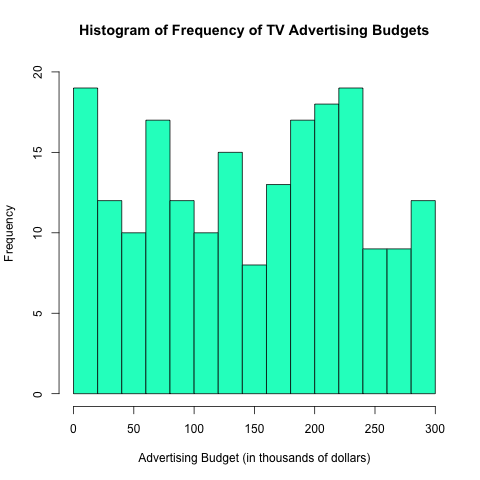 Histogram of Frequency of TV Advertising Budgets
20
15
10
5
0
Frequency
0 50 100 150 200 250 300
Advertising Budget (in thousands of dollars)